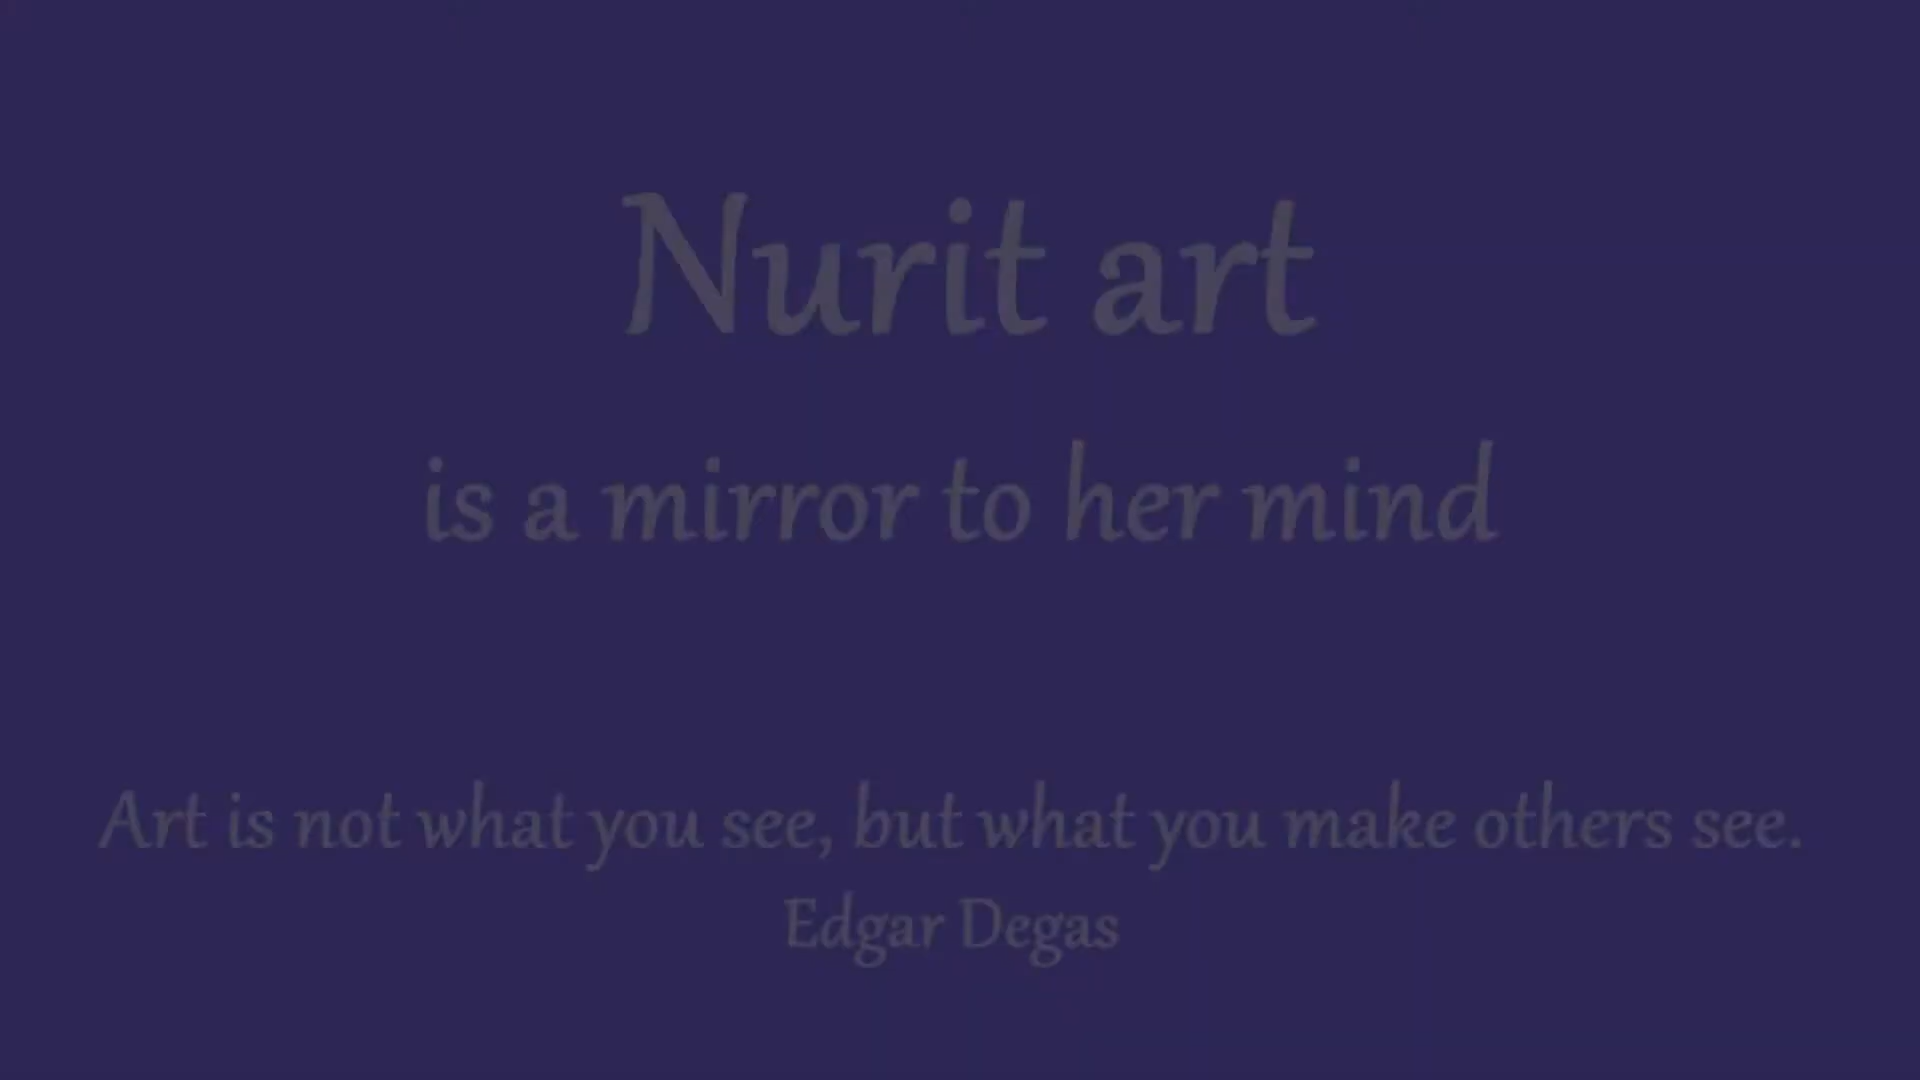 Nurit art
is a mirror to her mind
Art is not what you see, but what you make others see.
Edgar Degas